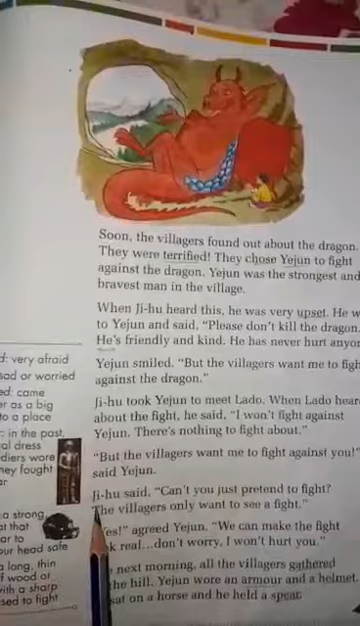 Soon, the villagers found out about the dragon.
They were terrified! They chose Yejun to fight
against the dragon. Yejun was the strongest and
bravest man in the village.
When Ji-hu heard this, he was very upset. He w
to Yejun and said, "Please don't kill the dragon.
He's friendly and kind. He has never hurt anyon
Yejun smiled. "But the villagers want me to figh
against the dragon."
Ji-hu took Yejun to meet Lado. When Lado hear
about the fight, he said, "I won't fight against
Yejun. There's nothing to fight about."
"But the villagers want me to fight against you!"
said Yejun.
Ji-hu said, "Can't you just pretend to fight?
The villagers only want to see a fight."
Yes!" agreed Yejun. "We can make the fight
k real...don't worry, I won't hurt you."
next morning, all the villagers gathered
the hill. Yejun wore an armour and a helmet.
sat on a horse and he held a spear.
d: very afraid
sad or worried
ed: came
er as a big
to a place
: in the past,
al dress
diers wore
hey fought
ar
a strong
at that
ar to
our head safe
a long, thin
f wood or
with a sharp
sed to fight